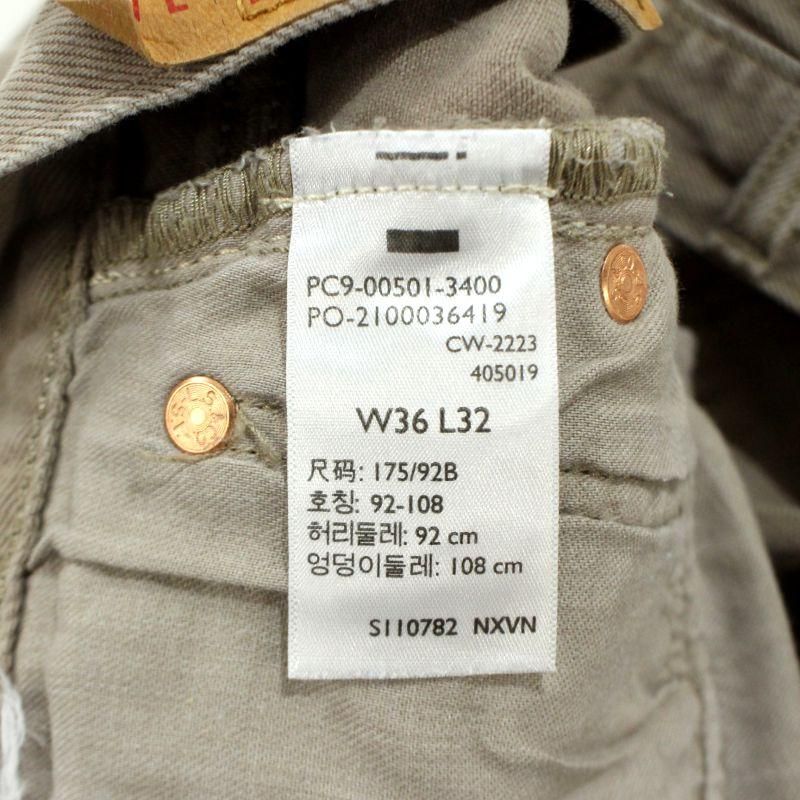 PC9-00501-3400
PO-2100036419
CW-2223
405019
W36 L32
尺码: 175/92B
호칭: 92-108
허리둘레: 92 cm
엉덩이둘레: 108 cm
S110782 NXVN